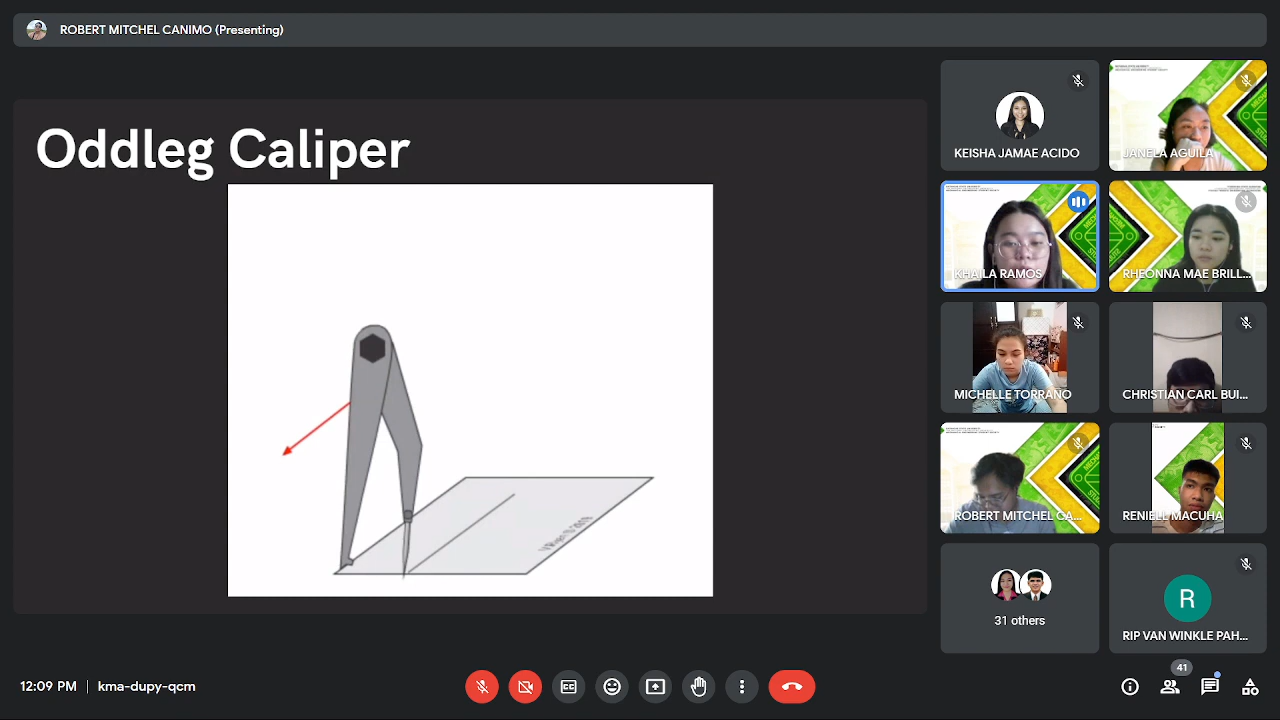 ROBERT MITCHEL CANIMO (Presenting)
Oddleg Caliper
KEISHA JAMAE ACIDO
JANELA AGUILA
KHAILA RAMOS
RHEONNA MAE BRILL...
MICHELLE TORRAÑO
CHRISTIAN CARL BUI...
ROBERT MITCHEL CA...
RENIELL MACUHA
31 others
R
RIP VAN WINKLE PAH...
12:09 PM | kma-dupy-qcm
41